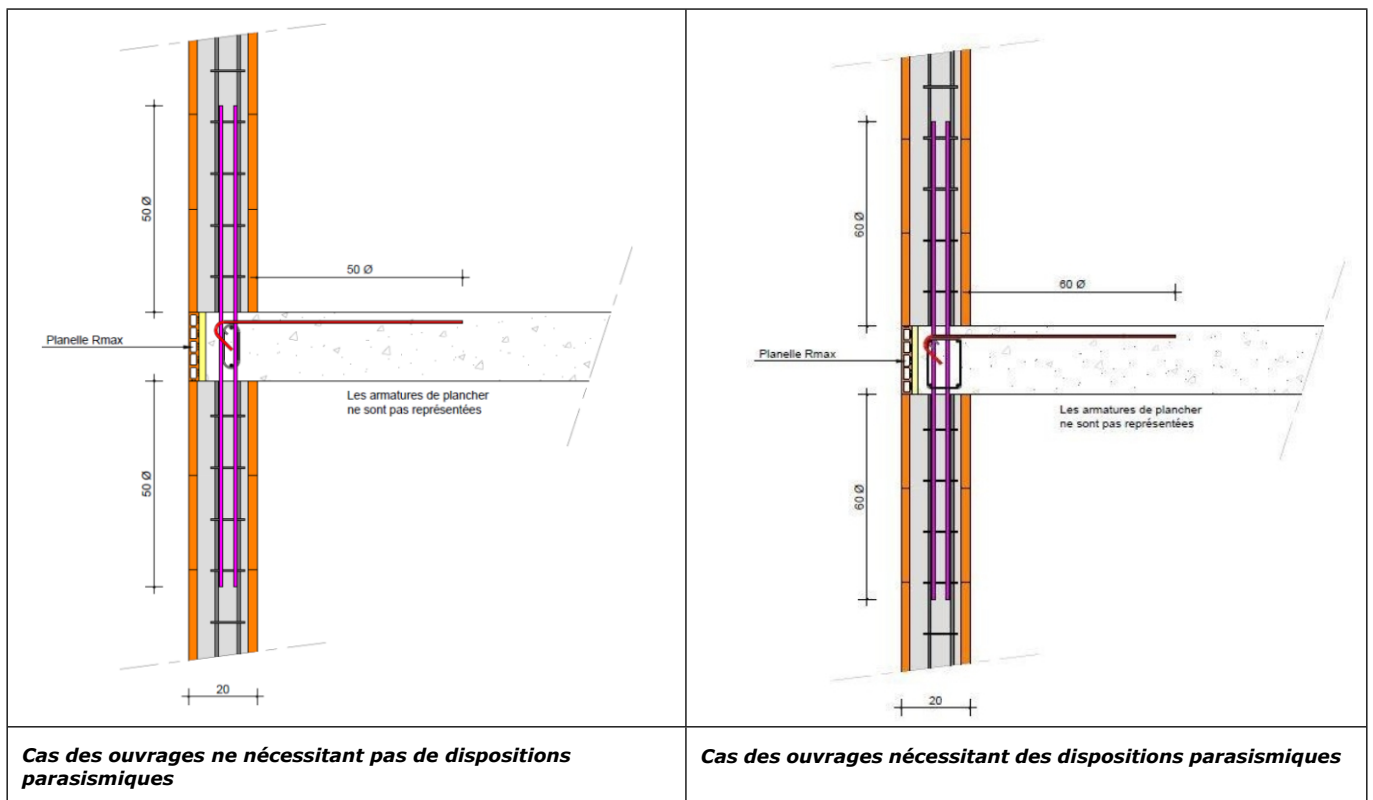 50 Ø
50 Ø
Planelle Rmax
Les armatures de plancher
ne sont pas représentées
50 Ø
20
Cas des ouvrages ne nécessitant pas de dispositions
parasismiques
60 Ø
60 Ø
Planelle Rmax
Les armatures de plancher
ne sont pas représentées
60 Ø
20
Cas des ouvrages nécessitant des dispositions parasismiques